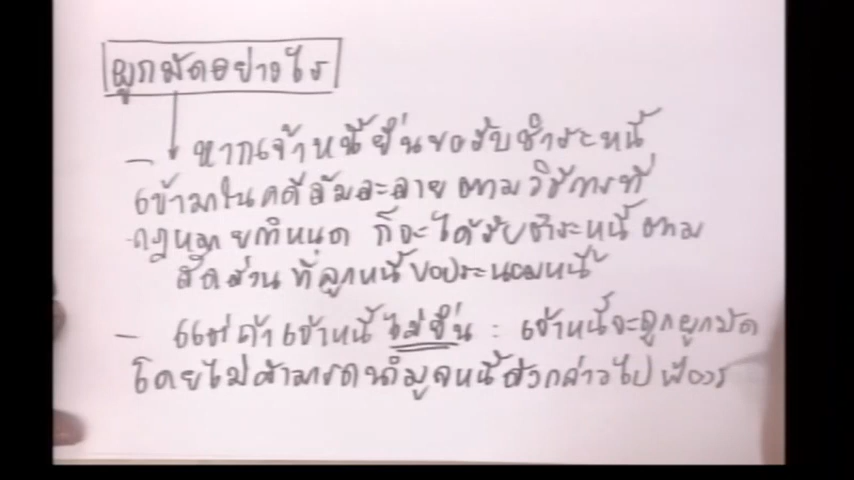 ผูกมัดอย่างไร
- หากเจ้าหนี้ยื่นขอรับชำระหนี้
เข้ามาในคดีล้มละลาย ตามวิธีการที่
กฎหมายกำหนด ก็จะได้รับชำระหนี้ ตาม
สัดส่วน ที่ลูกหนี้ขอประนอมหนี้
- แต่ถ้าเจ้าหนี้ ไม่ยื่น : เจ้าหนี้จะถูกผูกมัด
โดยไม่สามารถนำมูลหนี้ดังกล่าวไปฟ้อง